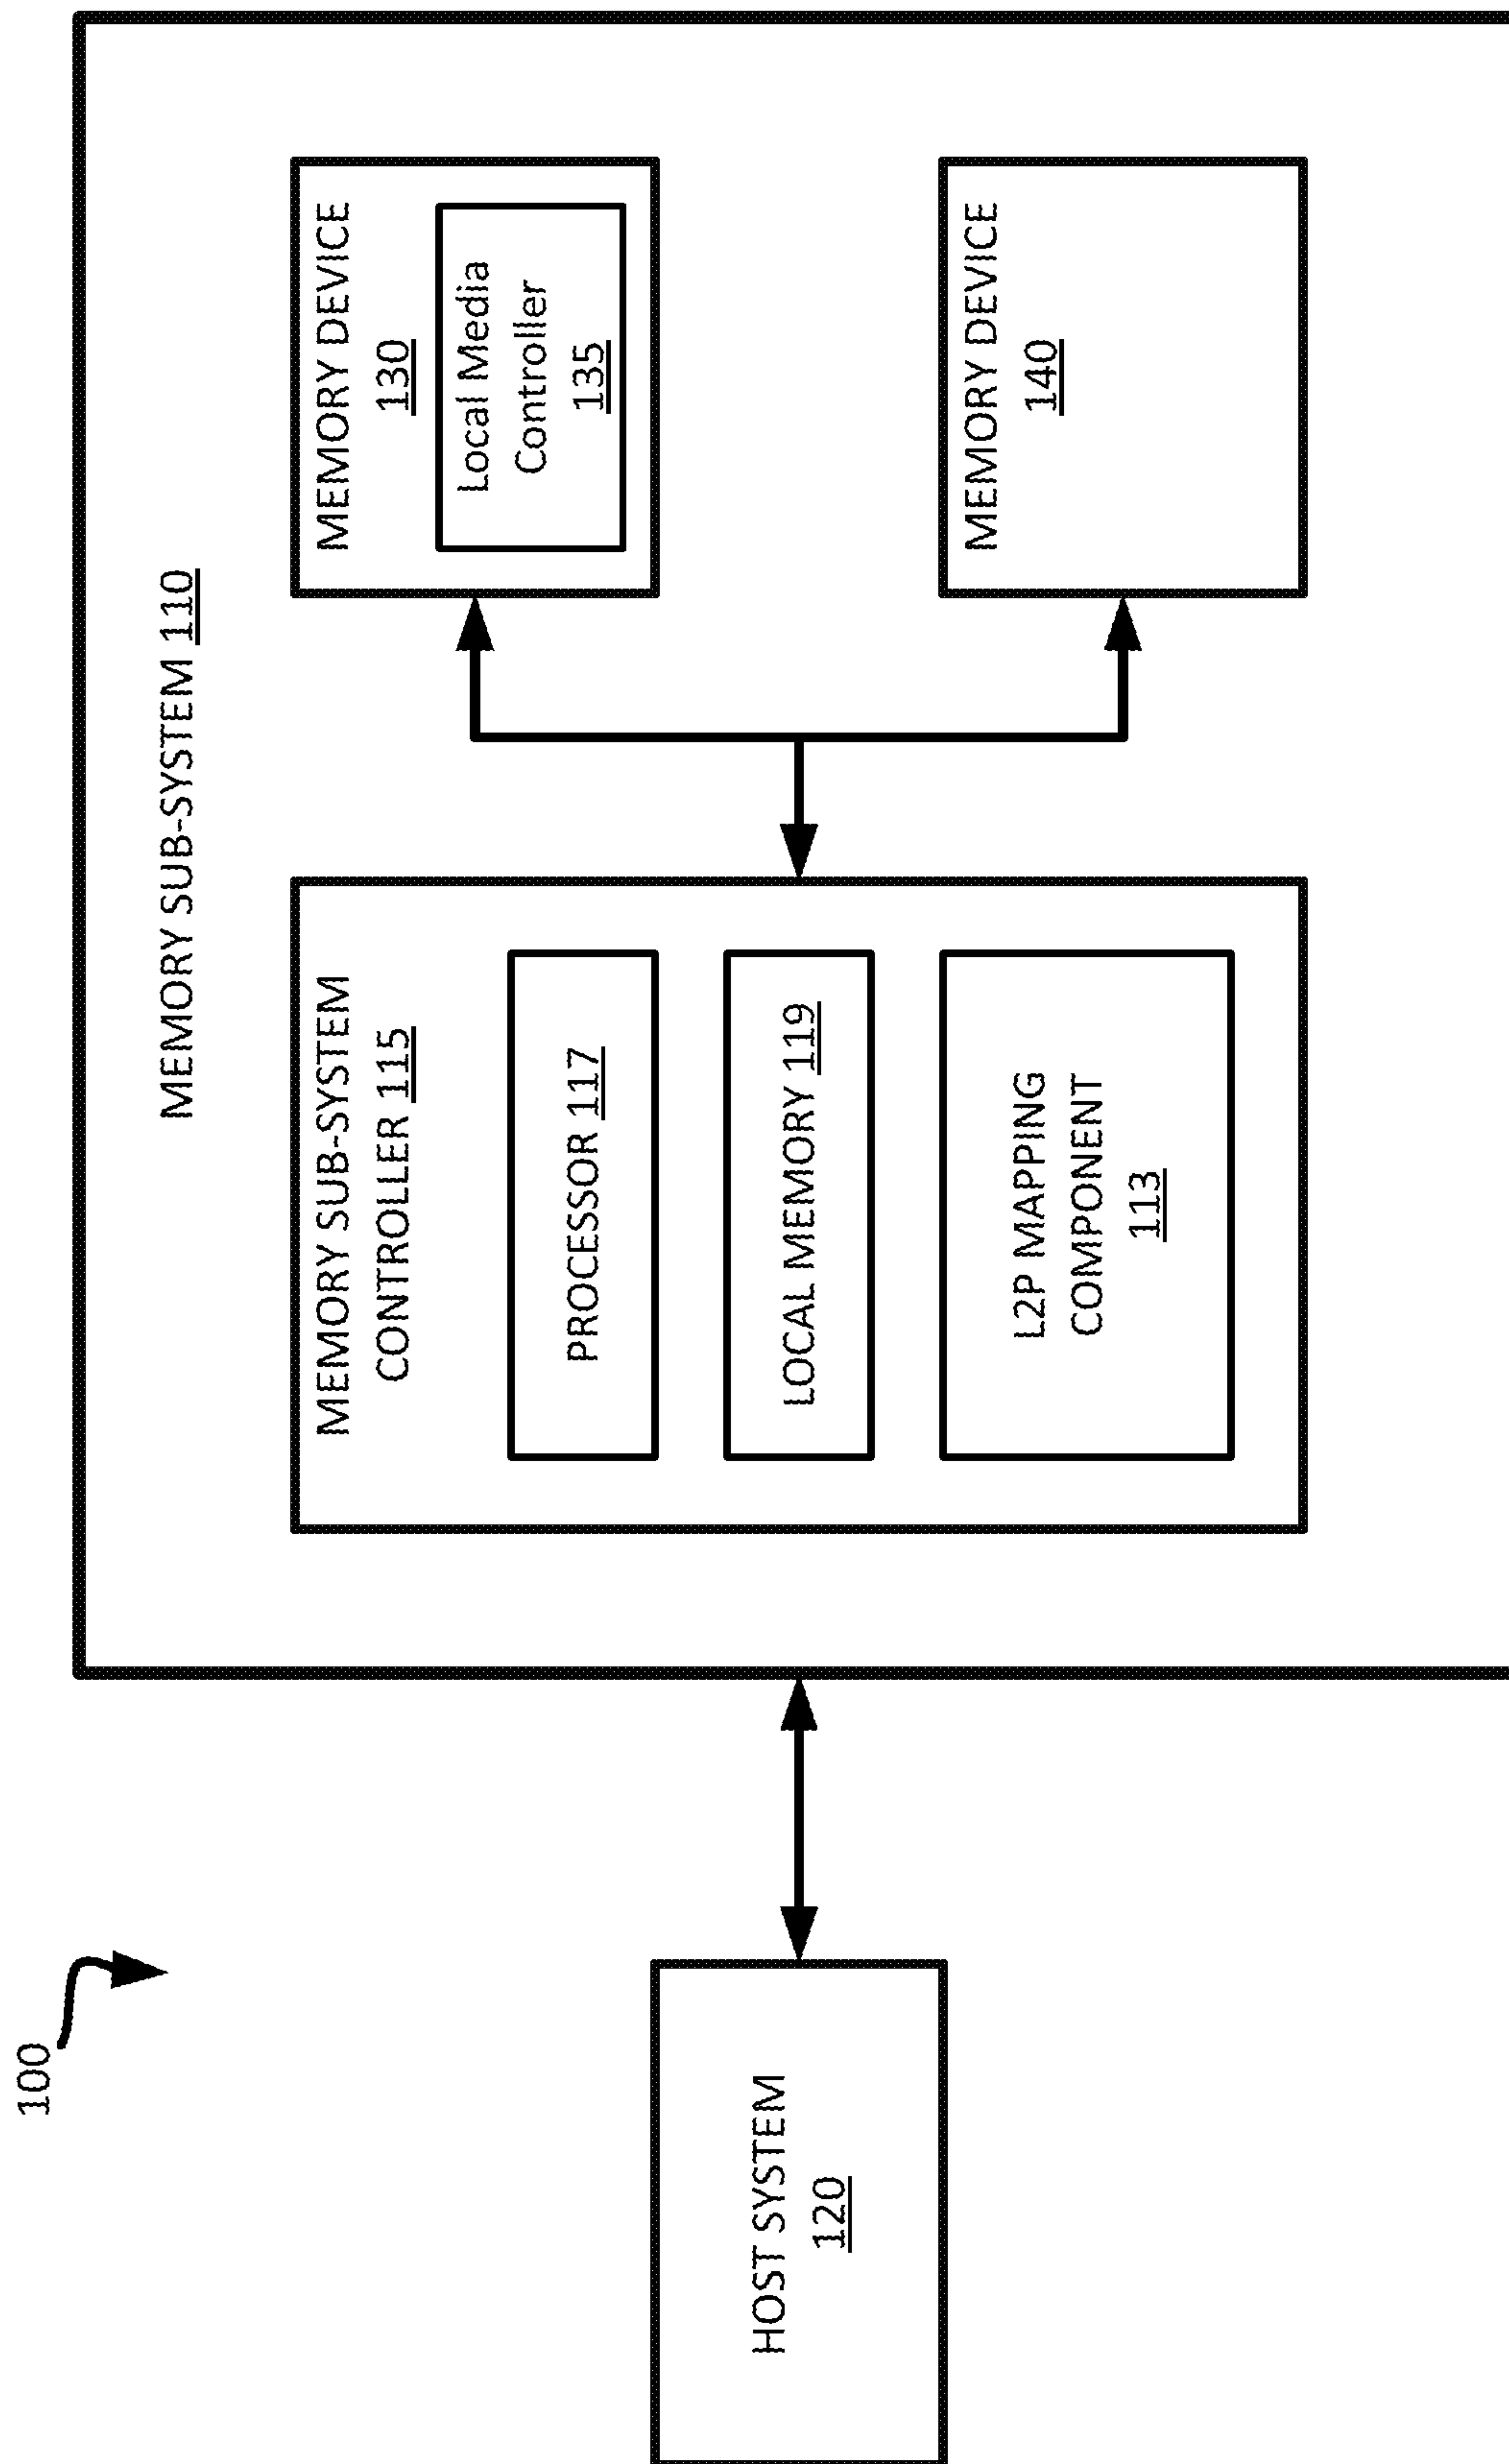 100
MEMORY SUB-SYSTEM 110
HOST SYSTEM
120
MEMORY SUB-SYSTEM
CONTROLLER 115
PROCESSOR 117
LOCAL MEMORY 119
L2P MAPPING
COMPONENT
113
MEMORY DEVICE
130
Local Media
Controller
135
MEMORY DEVICE
140